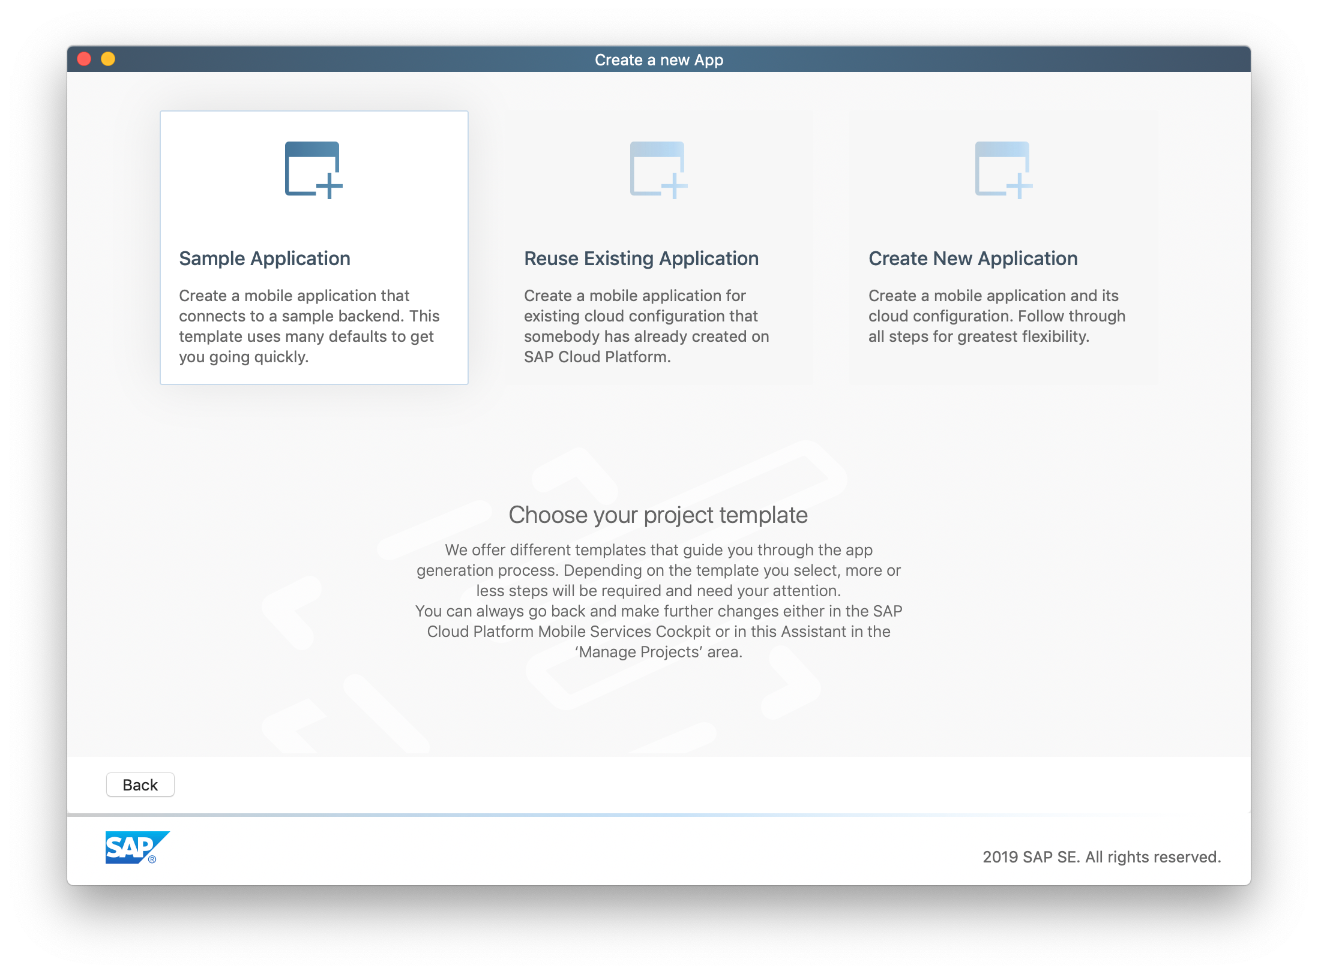 Create a new App
Sample Application
Create a mobile application that
connects to a sample backend. This
template uses many defaults to get
you going quickly.
Reuse Existing Application
Create a mobile application for
existing cloud configuration that
somebody has already created on
SAP Cloud Platform.
Create New Application
Create a mobile application and its
cloud configuration. Follow through
all steps for greatest flexibility.
Choose your project template
We offer different templates that guide you through the app
generation process. Depending on the template you select, more or
less steps will be required and need your attention.
You can always go back and make further changes either in the SAP
Cloud Platform Mobile Services Cockpit or in this Assistant in the
‘Manage Projects’ area.
Back
SAP®
2019 SAP SE. All rights reserved.